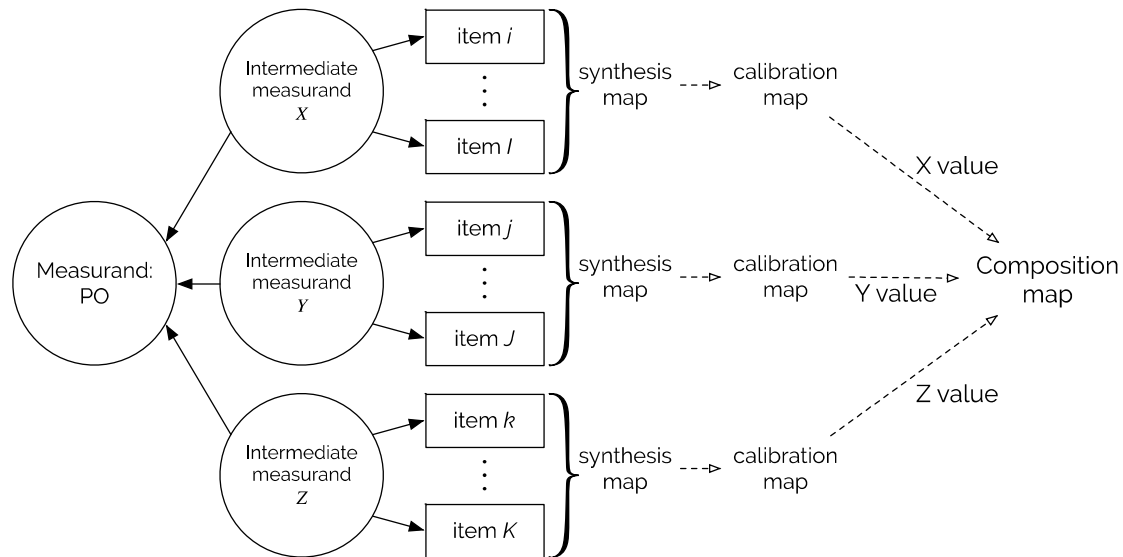 Intermediate
measurand
X
item i
item I
synthesis
map
calibration
map
X value
Measurand:
PO
Intermediate
measurand
Y
item j
item J
synthesis
map
calibration
map
Y value
Composition
map
Intermediate
measurand
Z
item k
item K
synthesis
map
calibration
map
Z value